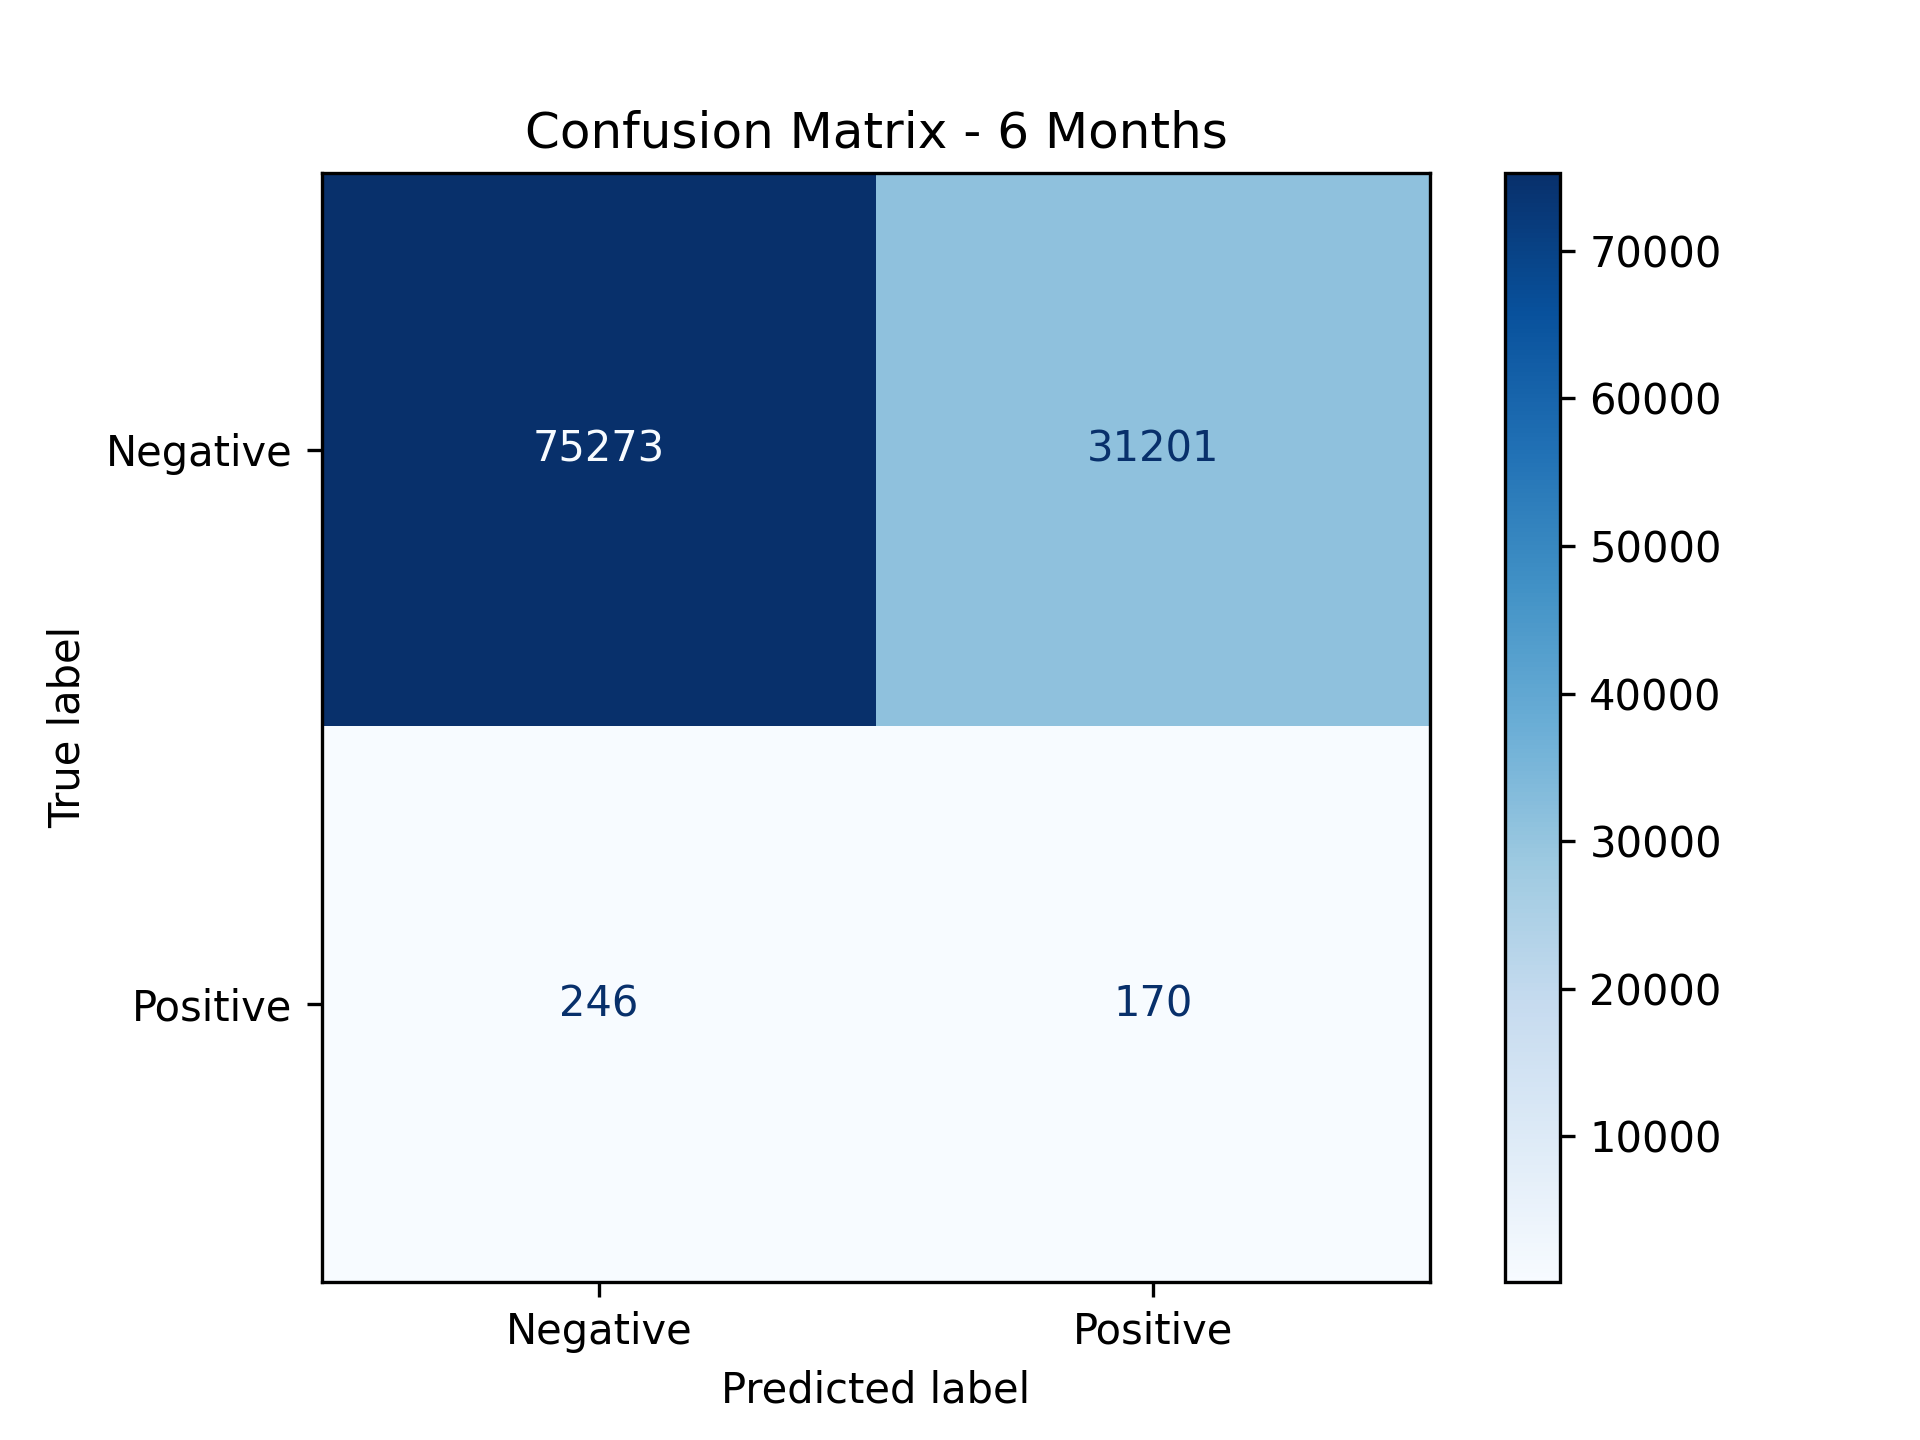 Confusion Matrix - 6 Months
True label
Negative
75273
31201
Positive
246
170
Negative
Positive
Predicted label
70000
60000
50000
40000
30000
20000
10000